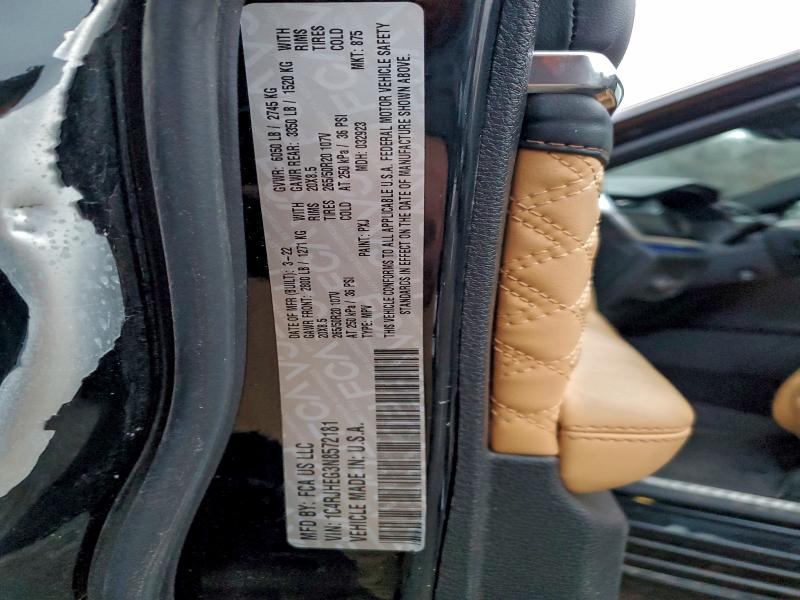 MFD BY: FCA US LLC
DATE OF MFR (BUILT): 3-22
GVWR: 6050 LB / 2745 KG
GAWR FRONT: 2800 LB / 1271 KG WITH
20X8.5 RIMS
265/50R20 107V TIRES
AT 250 kPa / 36 PSI COLD
GAWR REAR: 3350 LB / 1520 KG WITH
20X8.5 RIMS
265/50R20 107V TIRES
AT 250 kPa / 36 PSI COLD
TYPE: MPV PAINT: PXJ MDH: 032923 MKT: 875
THIS VEHICLE CONFORMS TO ALL APPLICABLE U.S.A. FEDERAL MOTOR VEHICLE SAFETY
STANDARDS IN EFFECT ON THE DATE OF MANUFACTURE SHOWN ABOVE.
VIN: 1C4RJHEG3N8572181
VEHICLE MADE IN: U.S.A.